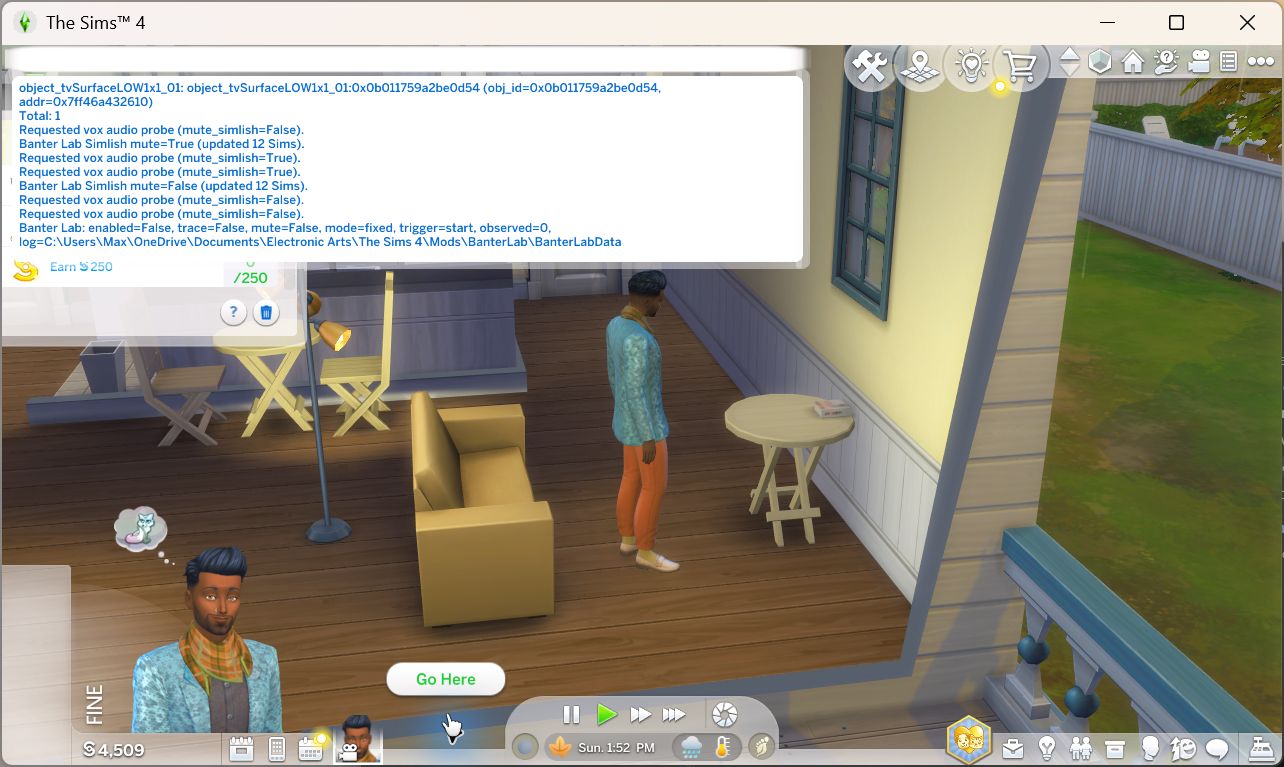 The Sims™ 4
object_tvSurfaceLOW1x1_01: object_tvSurfaceLOW1x1_01:0x0b011759a2be0d54 (obj_id=0x0b011759a2be0d54,
addr=0x7ff46a432610)
Total: 1
Requested vox audio probe (mute_simlish=False).
Banter Lab Simlish mute=True (updated 12 Sims).
Requested vox audio probe (mute_simlish=True).
Requested vox audio probe (mute_simlish=True).
Banter Lab Simlish mute=False (updated 12 Sims).
Requested vox audio probe (mute_simlish=False).
Requested vox audio probe (mute_simlish=False).
Banter Lab: enabled=False, trace=False, mute=False, mode=fixed, trigger=start, observed=0,
log=C:\Users\Max\OneDrive\Documents\Electronic Arts\The Sims 4\Mods\BanterLab\BanterLabData
Earn §250
0
/250
?
Go Here
FINE
§4,509
Sun. 1:52 PM